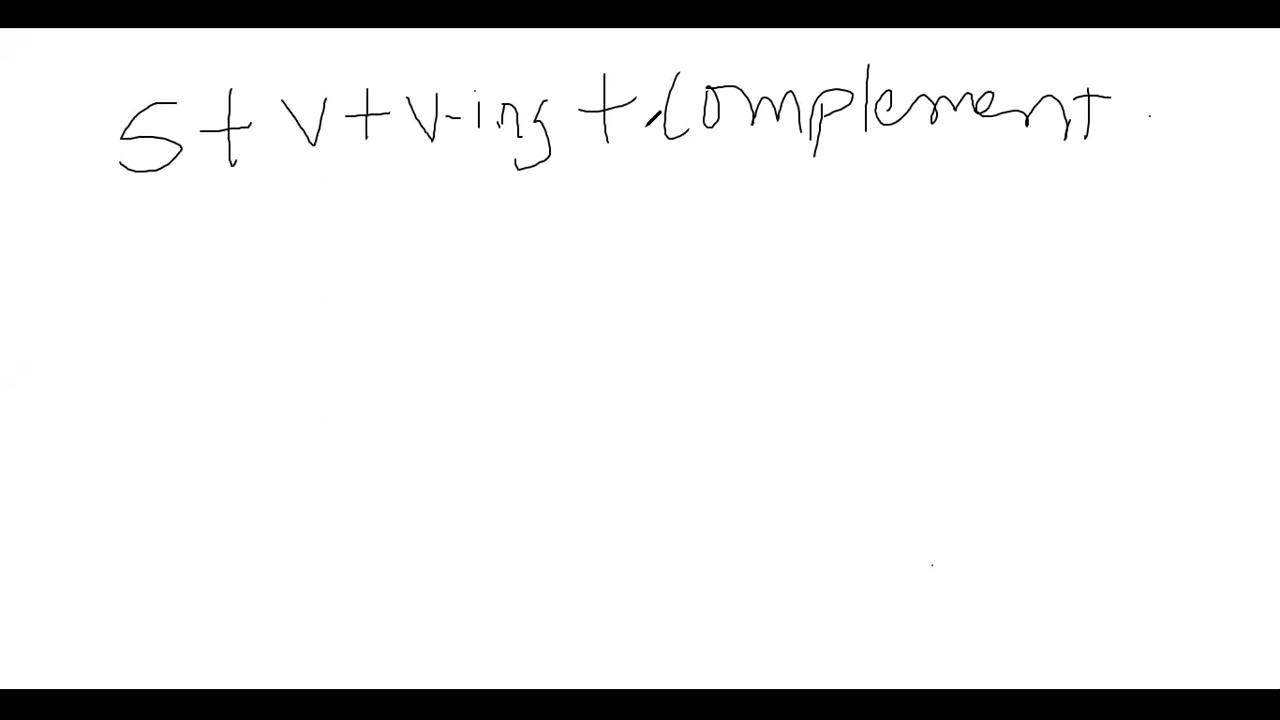 S + V + V-ing + Complement